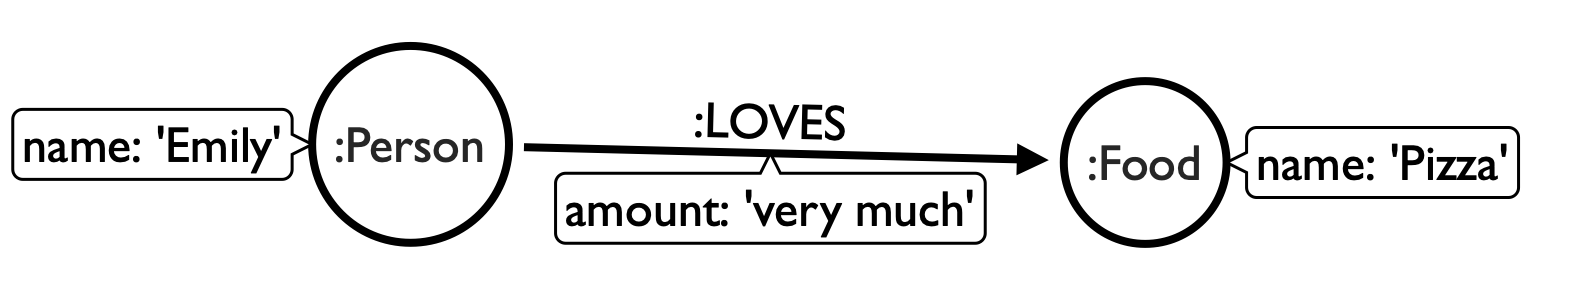 name: 'Emily'
:Person
:LOVES
amount: 'very much'
:Food
name: 'Pizza'